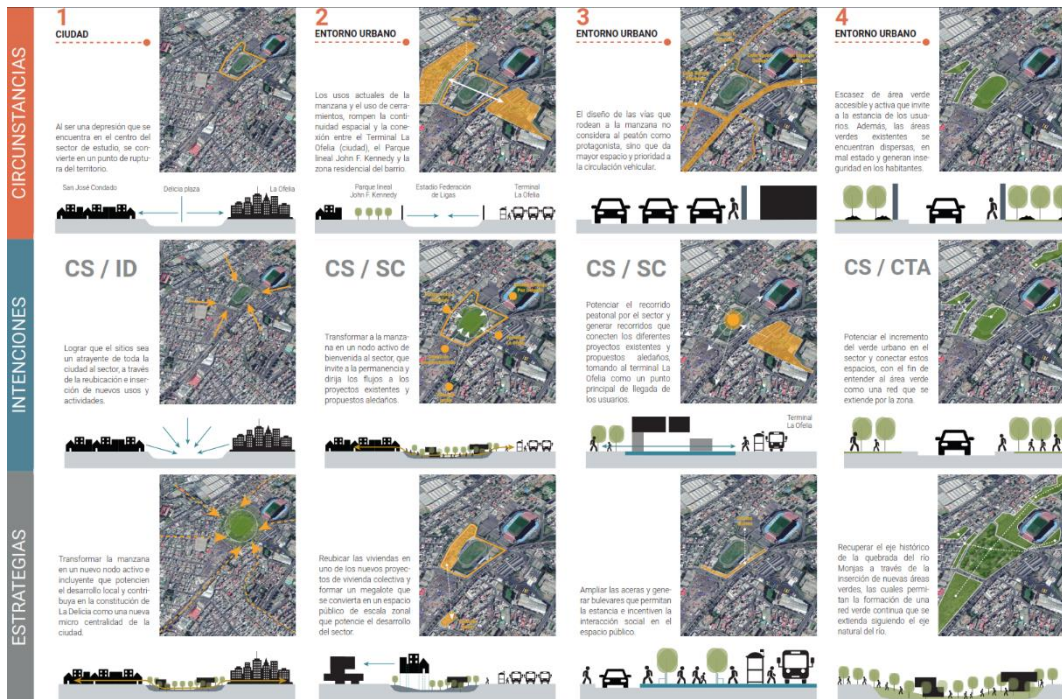 CIRCUNSTANCIAS
1
CIUDAD
Al ser una depresión que se
encuentra en el centro del
sector de estudio, se con-
vierte en un punto de ruptu-
ra del territorio.
San José Condado
Delicia plaza
La Ofelia
2
ENTORNO URBANO
Los usos actuales de la
manzana y el uso de cerra-
mientos, rompen la conti-
nuidad espacial y la cone-
xión entre el Terminal La
Ofelia (ciudad), el Parque
lineal John F. Kennedy y la
zona residencial del barrio.
Parque lineal
John F. Kennedy
Estadio Federación
de Ligas
Terminal
La Ofelia
3
ENTORNO URBANO
El diseño de las vías que
rodean a la manzana no
considera al peatón como
protagonista, sino que da
mayor espacio y prioridad a
la circulación vehicular.
4
ENTORNO URBANO
Escasez de área verde
accesible y activa que invite
a la estancia de los usua-
rios. Además, las áreas
verdes existentes se
encuentran dispersas, en
mal estado y generan inse-
guridad en los habitantes.
INTENCIONES
CS / ID
Lograr que el sitios sea
un atrayente de toda la
ciudad al sector, a través de
la reubicación e inser-
ción de nuevos usos y
actividades.
CS / SC
Transformar a la manza-
na en un nodo activo de
bienvenida al sector, que
invite a la permanencia y
dirija los flujos a los
proyectos existentes y
propuestos aledaños.
CS / SC
Potenciar el recorrido
peatonal por el sector y
generar recorridos que
conecten los diferentes
proyectos existentes y
propuestos aledaños,
tomando al terminal La
Ofelia como un punto
principal de llegada de
los usuarios.
Terminal
La Ofelia
CS / CTA
Potenciar el incremento
del verde urbano en el
sector y conectar estos
espacios, con el fin de
entender al área verde
como una red que se
extiende por la zona.
ESTRATEGIAS
Transformar la manzana
en un nuevo nodo activo e
incluyente que potencien
el desarrollo local y contri-
buya en la constitución de
La Delicia como una nueva
micro centralidad de la
ciudad.
Reubicar las viviendas en
uno de los nuevos proyec-
tos de vivienda colectiva y
formar un megalote que
se convierta en un espacio
público de escala zonal
que potencie el desarrollo
del sector.
Ampliar las aceras y gene-
rar bulevares que permitan
la estancia e incentiven la
interacción social en el
espacio público.
Recuperar el eje histórico
de la quebrada del río
Monjas a través de la
inserción de nuevas áreas
verdes, las cuales permi-
tan la formación de una
red verde continua que se
extienda siguiendo el eje
natural del río.